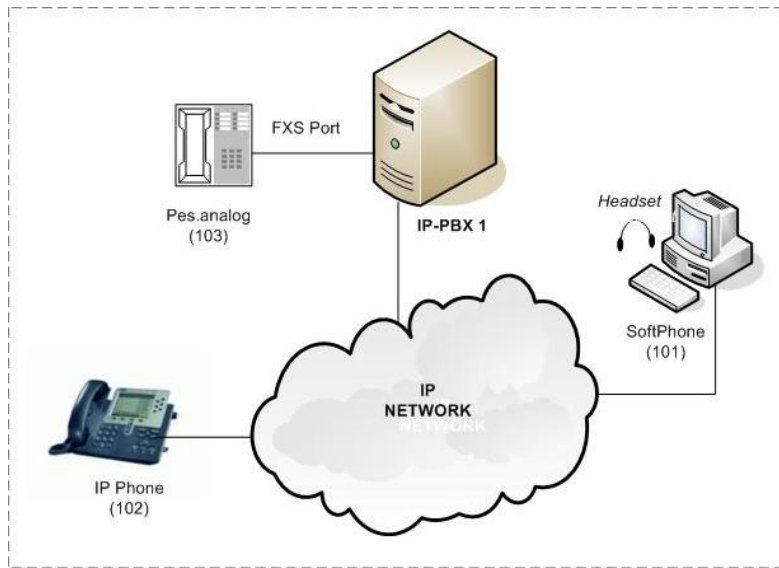 FXS Port
Pes.analog
(103)
IP-PBX 1
Headset
SoftPhone
(101)
IP
NETWORK
NETWORK
IP Phone
(102)